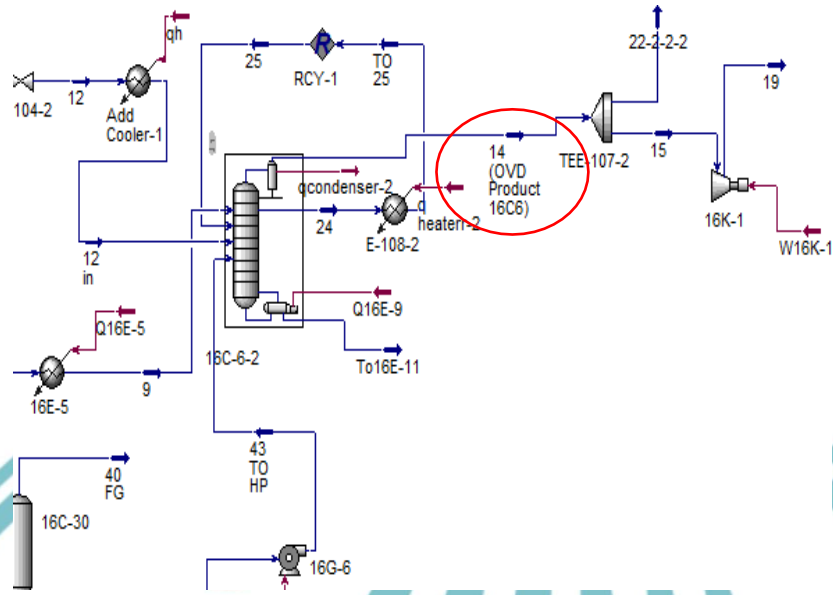 qh
25
RCY-1
TO
25
22-2-2-2
104-2
12
Add
Cooler-1
19
14
(OVD
Product
16C6)
TEE-107-2
15
16K-1
W16K-1
qcondenser-2
q
heaterr-2
24
E-108-2
12
in
Q16E-9
Q16E-5
16C-6-2
To16E-11
16E-5
9
43
TO
HP
40
FG
16C-30
16G-6
R